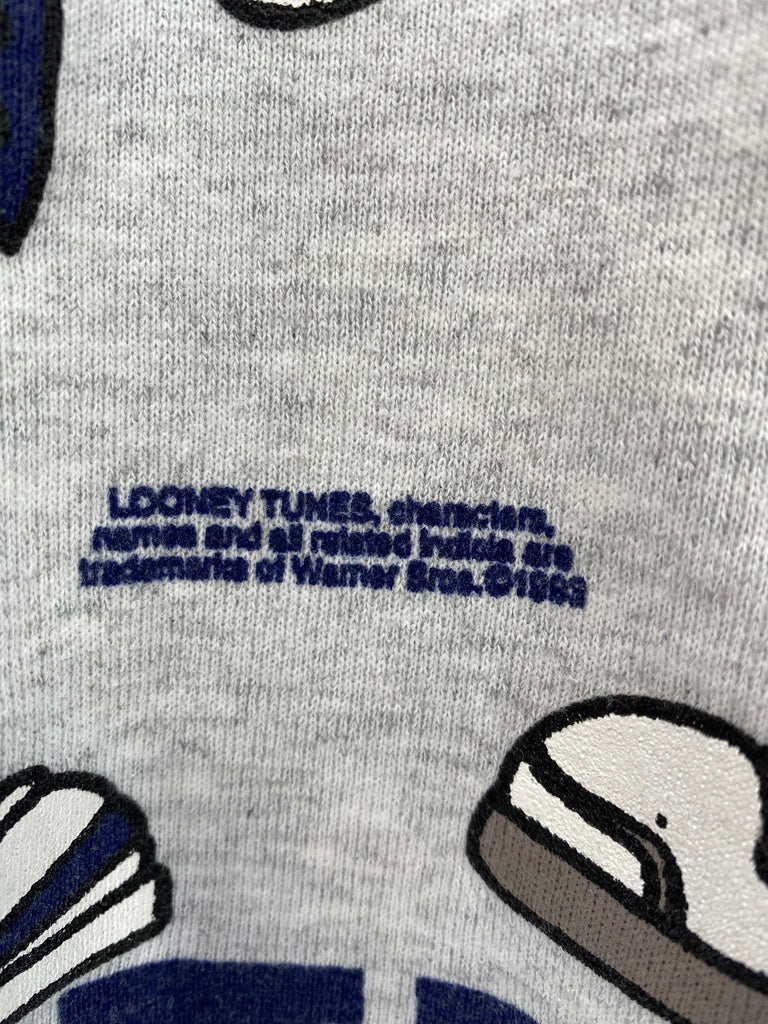 LOONEY TUNES, characters,
names and all related indicia are
trademarks of Warner Bros. ©1993